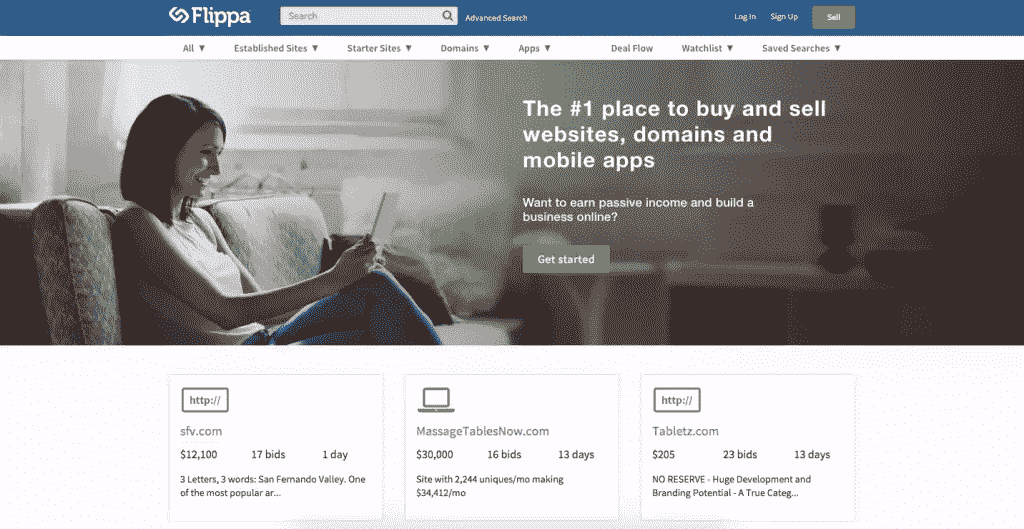 Flippa
Search
Advanced Search
Log In Sign Up Sell
All ▼ Established Sites ▼ Starter Sites ▼ Domains ▼ Apps ▼ Deal Flow Watchlist ▼ Saved Searches ▼
The #1 place to buy and sell
websites, domains and
mobile apps
Want to earn passive income and build a
business online?
Get started
http://
sfv.com
$12,100 17 bids 1 day
3 Letters, 3 words: San Fernando Valley. One
of the most popular ar...
MassageTablesNow.com
$30,000 16 bids 13 days
Site with 2,244 uniques/mo making
$34,412/mo
http://
Tabletz.com
$205 23 bids 13 days
NO RESERVE - Huge Development and
Branding Potential - A True Categ...